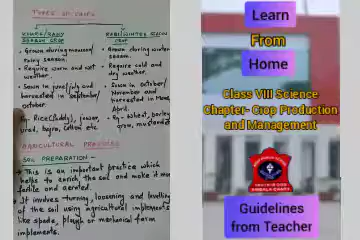 TYPES OF CROPS
KHARIF/RAINY SEASON CROP
• Grown during monsoon/rainy season.
• Require warm and wet weather.
• Sown in june/july and harvested in september/october.
Eg- Rice (Paddy), jowar, urad, bajra, cotton etc
RABI/WINTER SEASON CROP
• Grown during winter season.
• Require cold and dry weather.
• Sown in october/November and harvested in
Eg - wheat, gram, mustard
AGRICULTURAL PRACTICES
SOIL PREPARATION -
• This is an important practice which helps to enrich the soil and make it more fertile and aerated.
• It involves turning, loosening and levelling of the soil using agricultural implements like spade, plough or mechanical farm implements.
Learn
From
Home
Class VIII Science
Chapter- Crop Production
and Management
Guidelines
from Teacher